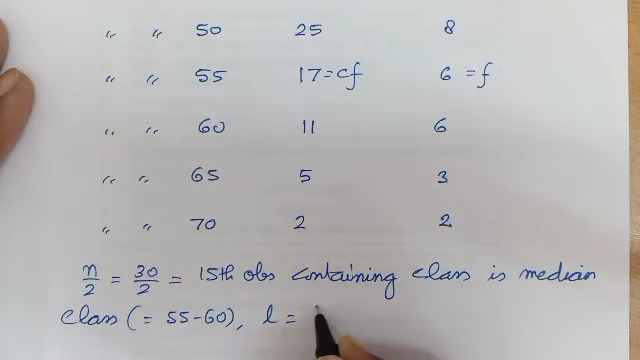 〃 〃 50 25 8
〃 〃 55 17=cf 6=f
〃 〃 60 11 6
〃 〃 65 5 3
〃 〃 70 2 2
n/2 = 30/2 = 15th obs containing class is median
class (= 55-60), l =